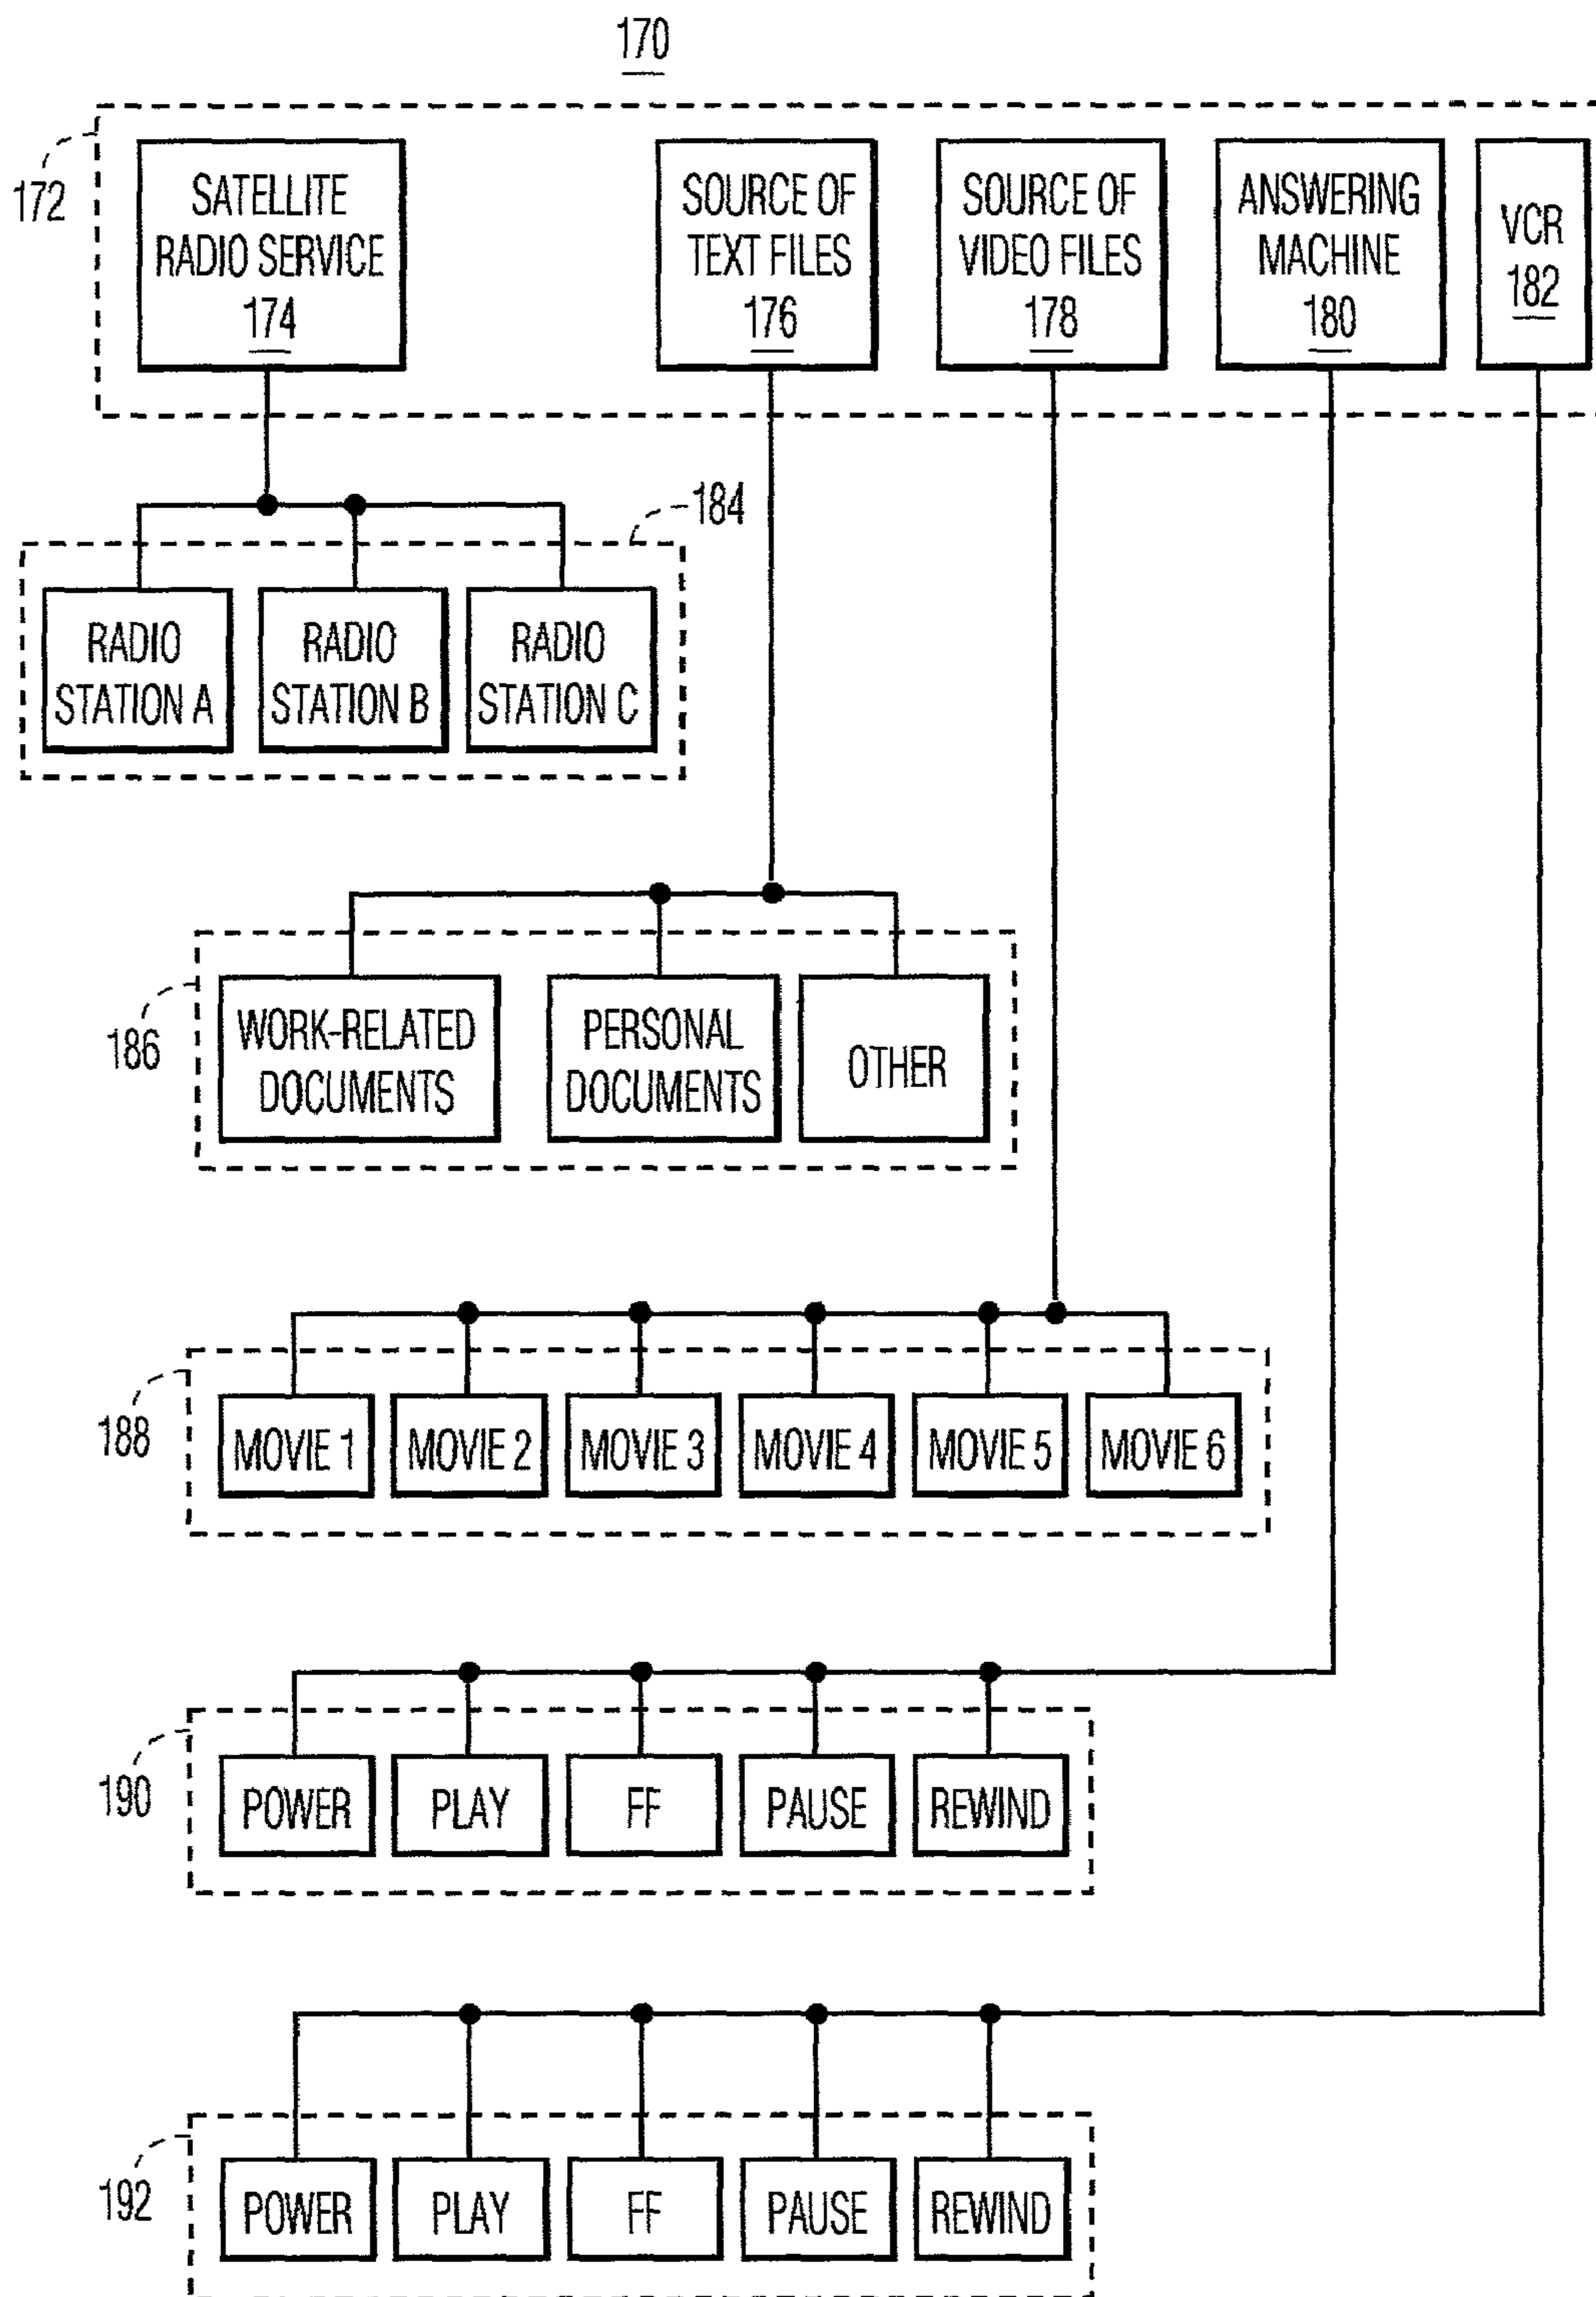 170
172
SATELLITE
RADIO SERVICE
174
SOURCE OF
TEXT FILES
176
SOURCE OF
VIDEO FILES
178
ANSWERING
MACHINE
180
VCR
182
184
RADIO
STATION A
RADIO
STATION B
RADIO
STATION C
186
WORK-RELATED
DOCUMENTS
PERSONAL
DOCUMENTS
OTHER
188
MOVIE 1
MOVIE 2
MOVIE 3
MOVIE 4
MOVIE 5
MOVIE 6
190
POWER
PLAY
FF
PAUSE
REWIND
192
POWER
PLAY
FF
PAUSE
REWIND